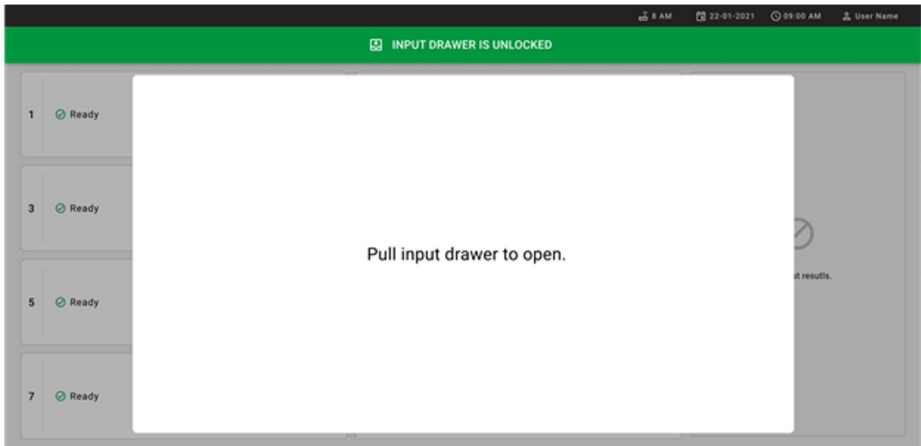 8 AM 22-01-2021 09:00 AM User Name
INPUT DRAWER IS UNLOCKED
1 Ready
3 Ready
Pull input drawer to open.
st resutls.
5 Ready
7 Ready